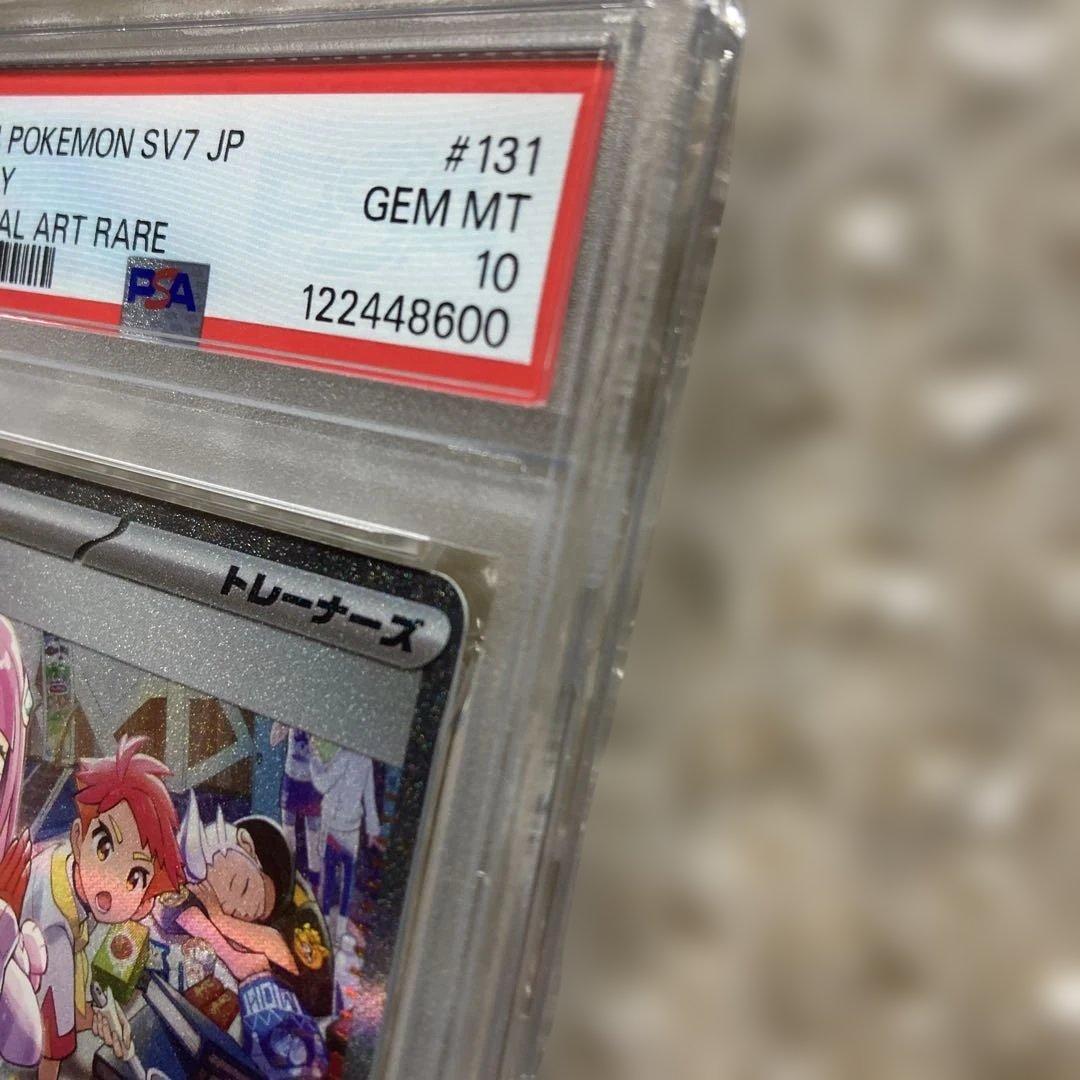 POKEMON SV7 JP
#131
Y
GEM MT
AL ART RARE
10
PSA
122448600
トレーナーズ